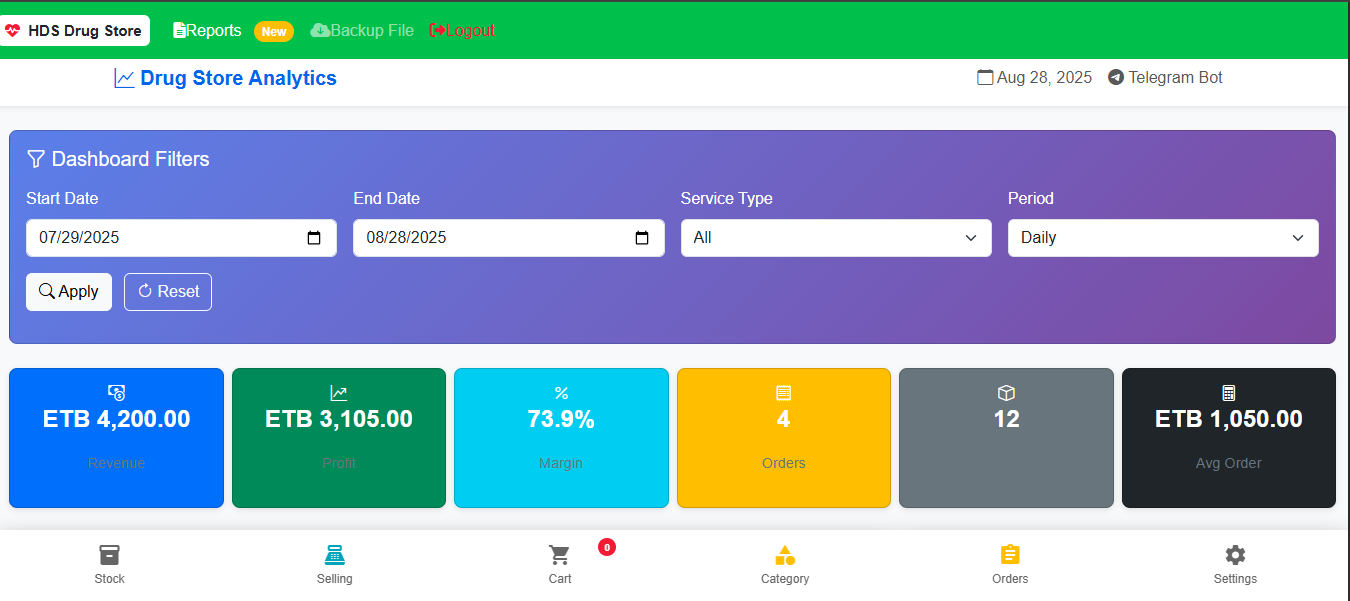 HDS Drug Store Reports New Backup File Logout
Drug Store Analytics Aug 28, 2025 Telegram Bot
Dashboard Filters
Start Date End Date Service Type Period
07/29/2025 08/28/2025 All Daily
Apply Reset
ETB 4,200.00 ETB 3,105.00 73.9% 4 12 ETB 1,050.00
Revenue Profit Margin Orders Avg Order
0
Stock Selling Cart Category Orders Settings